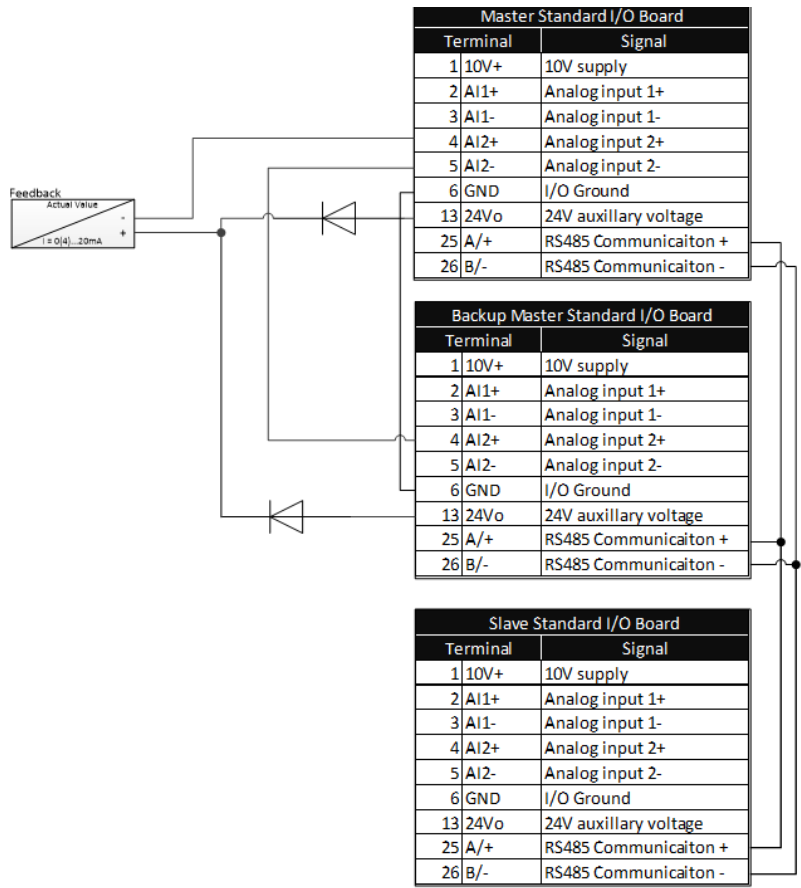 Feedback
Actual Value
-
+
I = 0(4)...20mA
Master Standard I/O Board
Terminal Signal
1 10V+ 10V supply
2 AI1+ Analog input 1+
3 AI1- Analog input 1-
4 AI2+ Analog input 2+
5 AI2- Analog input 2-
6 GND I/O Ground
13 24Vo 24V auxillary voltage
25 A/+ RS485 Communicaiton +
26 B/- RS485 Communicaiton -
Backup Master Standard I/O Board
Terminal Signal
1 10V+ 10V supply
2 AI1+ Analog input 1+
3 AI1- Analog input 1-
4 AI2+ Analog input 2+
5 AI2- Analog input 2-
6 GND I/O Ground
13 24Vo 24V auxillary voltage
25 A/+ RS485 Communicaiton +
26 B/- RS485 Communicaiton -
Slave Standard I/O Board
Terminal Signal
1 10V+ 10V supply
2 AI1+ Analog input 1+
3 AI1- Analog input 1-
4 AI2+ Analog input 2+
5 AI2- Analog input 2-
6 GND I/O Ground
13 24Vo 24V auxillary voltage
25 A/+ RS485 Communicaiton +
26 B/- RS485 Communicaiton -